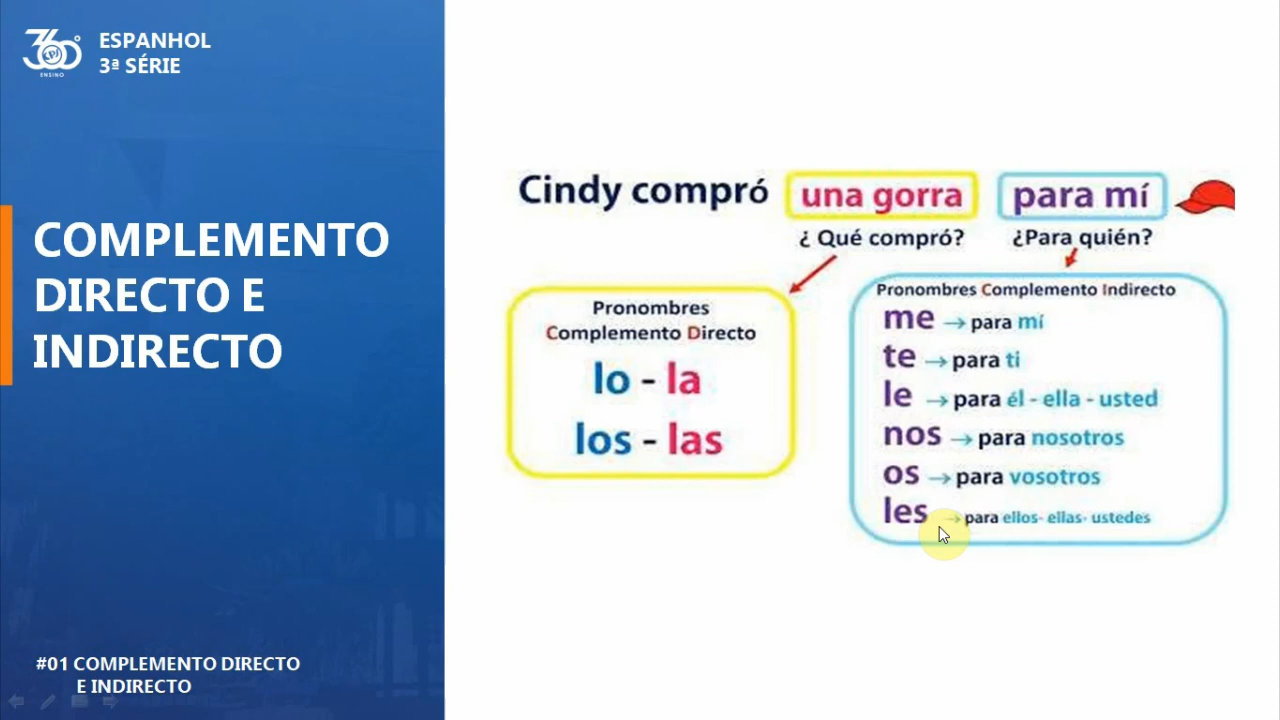 360°
ENSINO
ESPANHOL
3ª SÉRIE
COMPLEMENTO
DIRECTO E
INDIRECTO
#01 COMPLEMENTO DIRECTO
E INDIRECTO
Cindy compró una gorra para mí
¿ Qué compró? ¿Para quién?
Pronombres
Complemento Directo
lo - la
los - las
Pronombres Complemento Indirecto
me → para mí
te → para ti
le → para él - ella - usted
nos → para nosotros
os → para vosotros
les → para ellos- ellas- ustedes